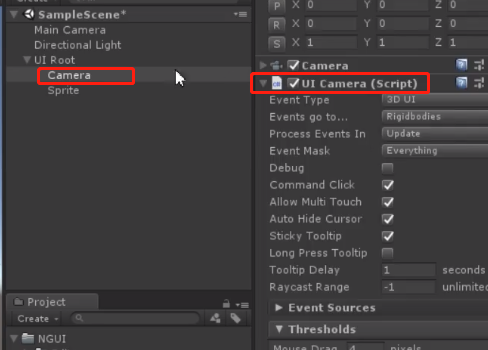 SampleScene*
Main Camera
Directional Light
UI Root
Camera
Sprite
Project
Create
NGUI
P X 0 Y 0 Z 0
R X 0 Y 0 Z 0
S X 1 Y 1 Z 1
Camera
UI Camera (Script)
Event Type 3D UI
Events go to... Rigidbodies
Process Events In Update
Event Mask Everything
Debug
Command Click
Allow Multi Touch
Auto Hide Cursor
Sticky Tooltip
Long Press Tooltip
Tooltip Delay 1 seconds
Raycast Range -1 unlimited
Event Sources
Thresholds
Mouse Drag 4 pixels